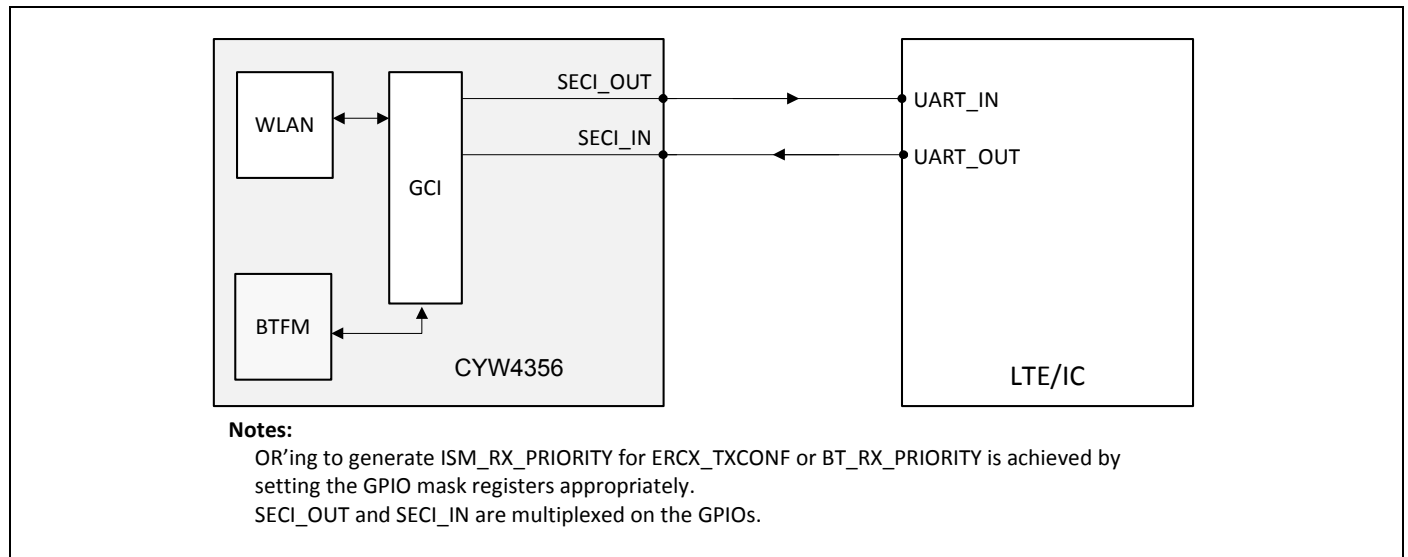 SECI_OUT
UART_IN
WLAN
SECI_IN
UART_OUT
GCI
BTFM
CYW4356
LTE/IC
Notes:
OR’ing to generate ISM_RX_PRIORITY for ERCX_TXCONF or BT_RX_PRIORITY is achieved by
setting the GPIO mask registers appropriately.
SECI_OUT and SECI_IN are multiplexed on the GPIOs.